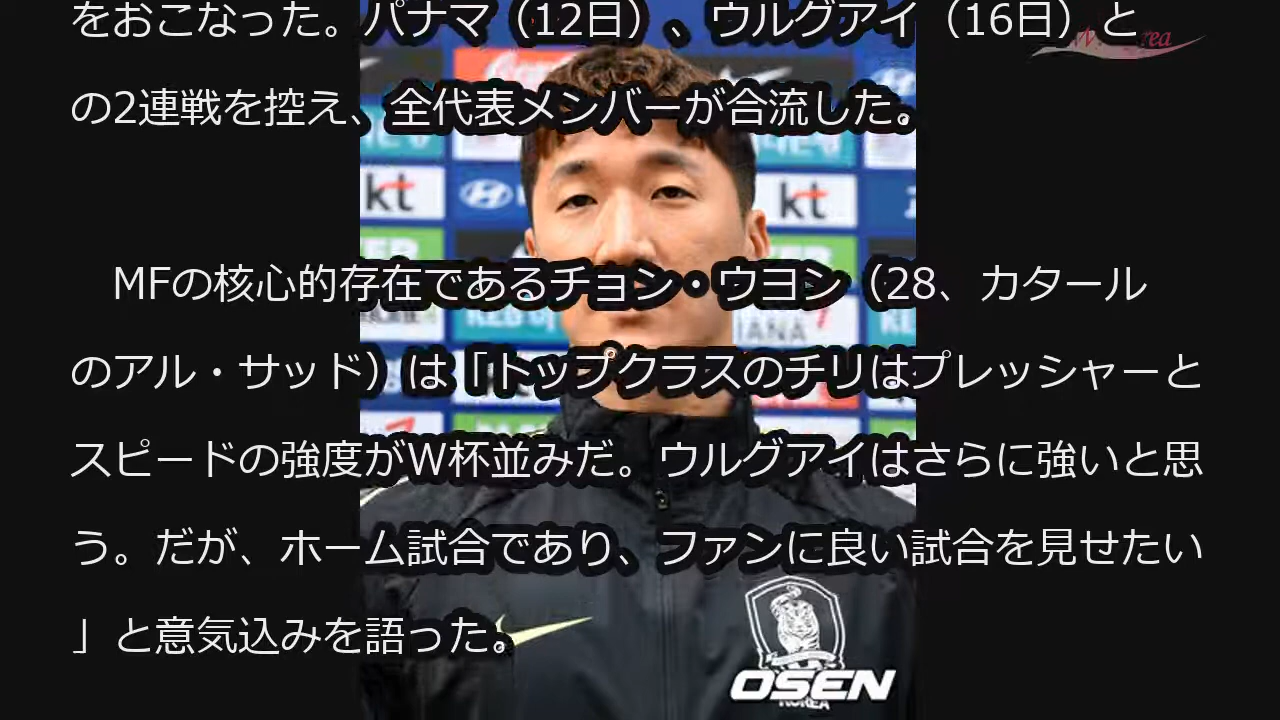 をおこなった。パナマ（12日）、ウルグアイ（16日）と
の2連戦を控え、全代表メンバーが合流した。
MFの核心的存在であるチョン・ウヨン（28、カタール
のアル・サッド）は「トップクラスのチリはプレッシャーと
スピードの強度がW杯並みだ。ウルグアイはさらに強いと思
う。だが、ホーム試合であり、ファンに良い試合を見せたい
」と意気込みを語った。
kt
kt
OSEN
KOREA